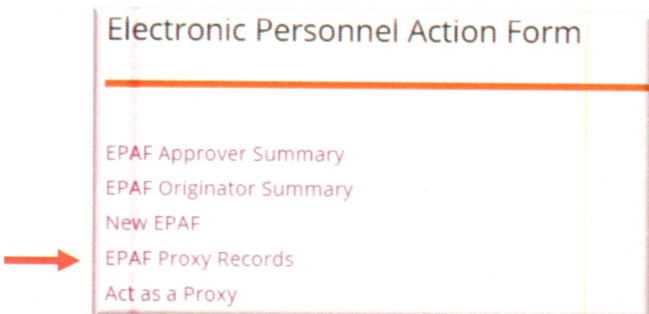 Electronic Personnel Action Form
EPAF Approver Summary
EPAF Originator Summary
New EPAF
EPAF Proxy Records
Act as a Proxy